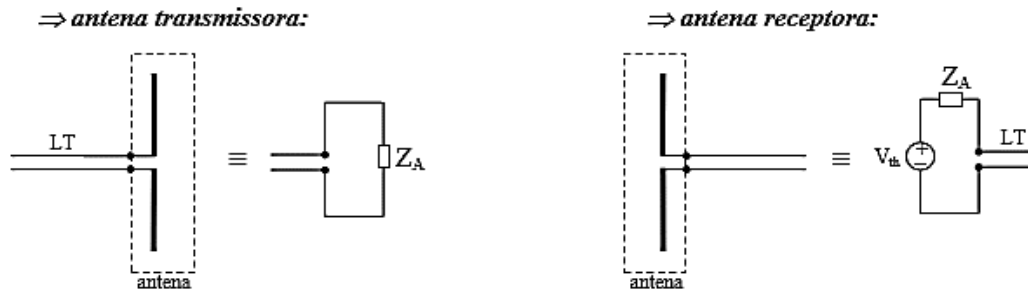 ⇒ antena transmissora:
⇒ antena receptora:
LT
≡
Z_A
antena
≡
Z_A
V_th
+
−
LT
antena